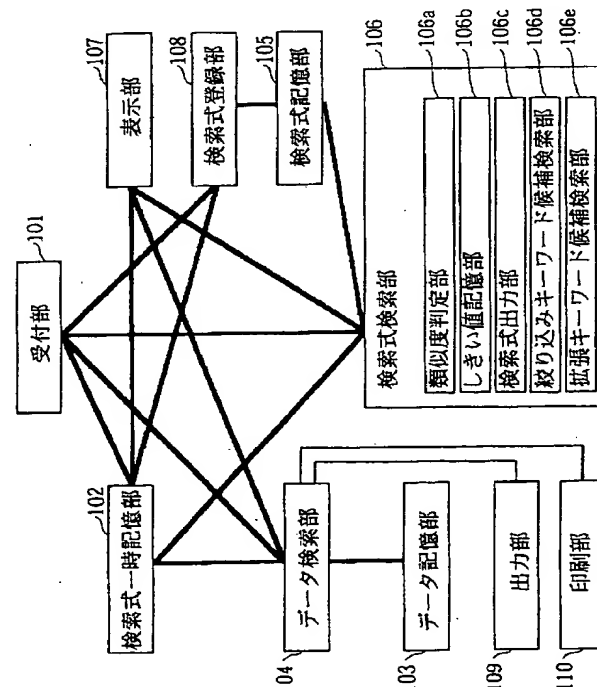 受付部
101
検索式一時記憶部
102
表示部
107
検索式登録部
108
検索式記憶部
105
データ検索部
04
データ記憶部
03
出力部
109
印刷部
110
検索式検索部
106
類似度判定部
106a
しきい値記憶部
106b
検索式出力部
106c
絞り込みキーワード候補検索部
106d
拡張キーワード候補検索部
106e